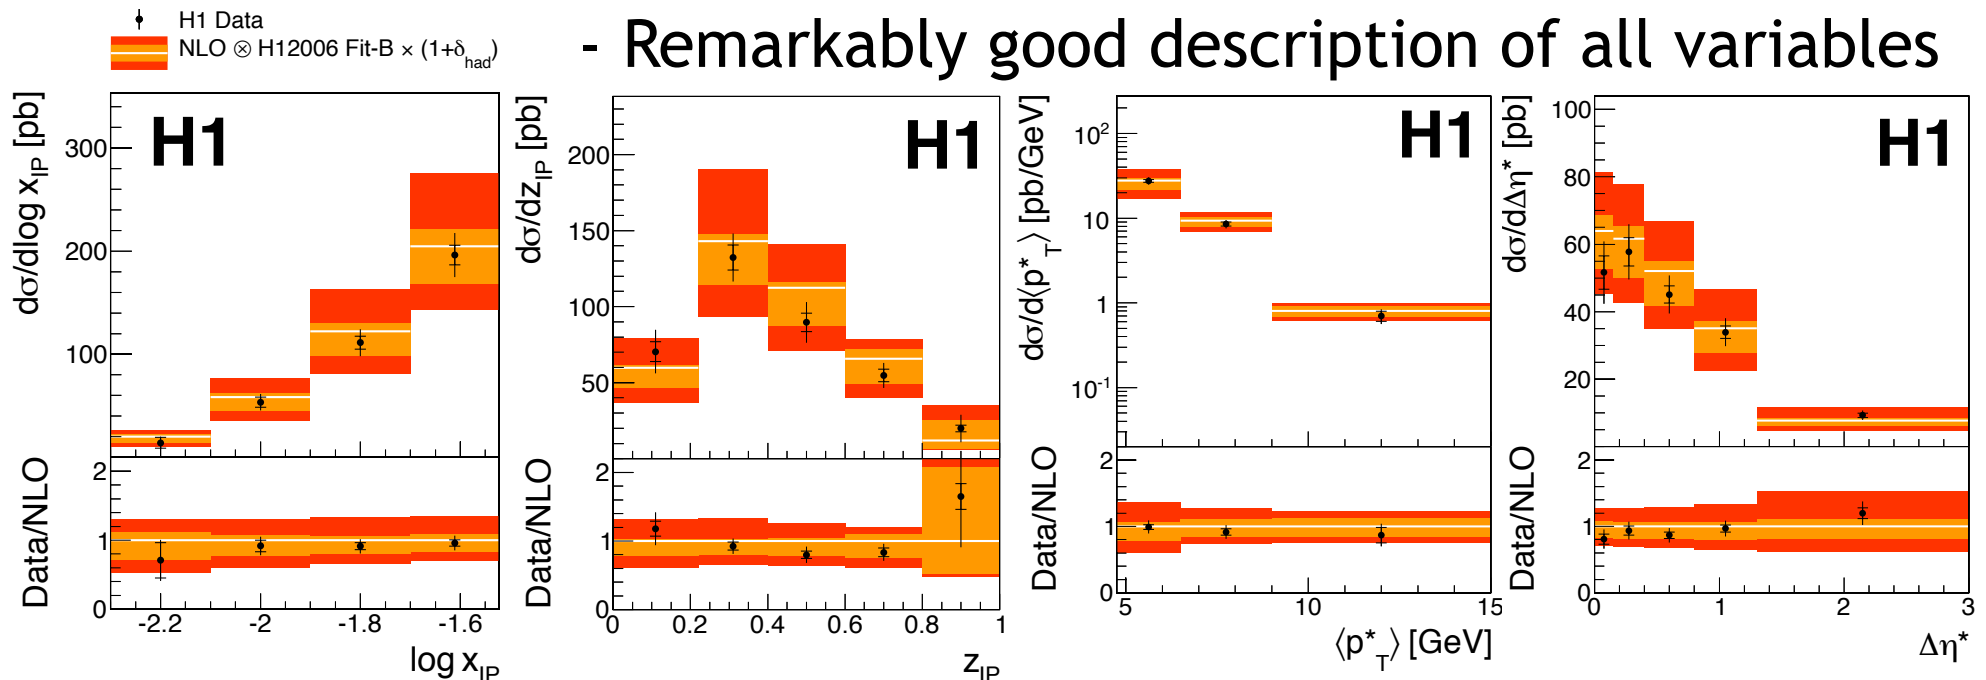 H1 Data
NLO ⊗ H12006 Fit-B × (1+δhad)
- Remarkably good description of all variables
dσ/dlog xIP [pb]
H1
300
200
100
Data/NLO
2
1
0
-2.2 -2 -1.8 -1.6
log xIP
dσ/dzIP [pb]
H1
200
150
100
50
Data/NLO
2
1
0
0 0.2 0.4 0.6 0.8 1
zIP
dσ/d⟨p*T⟩ [pb/GeV]
H1
10²
10
1
10⁻¹
Data/NLO
2
1
0
5 10 15
⟨p*T⟩ [GeV]
dσ/dΔη* [pb]
H1
100
80
60
40
20
Data/NLO
2
1
0
0 1 2 3
Δη*